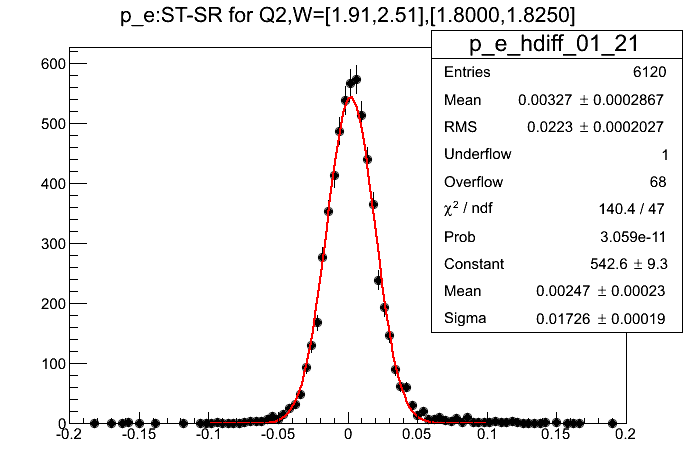 p_e:ST-SR for Q2,W=[1.91,2.51],[1.8000,1.8250]
p_e_hdiff_01_21
Entries 6120
Mean 0.00327 ± 0.0002867
RMS 0.0223 ± 0.0002027
Underflow 1
Overflow 68
χ² / ndf 140.4 / 47
Prob 3.059e-11
Constant 542.6 ± 9.3
Mean 0.00247 ± 0.00023
Sigma 0.01726 ± 0.00019
600
500
400
300
200
100
0
-0.2 -0.15 -0.1 -0.05 0 0.05 0.1 0.15 0.2